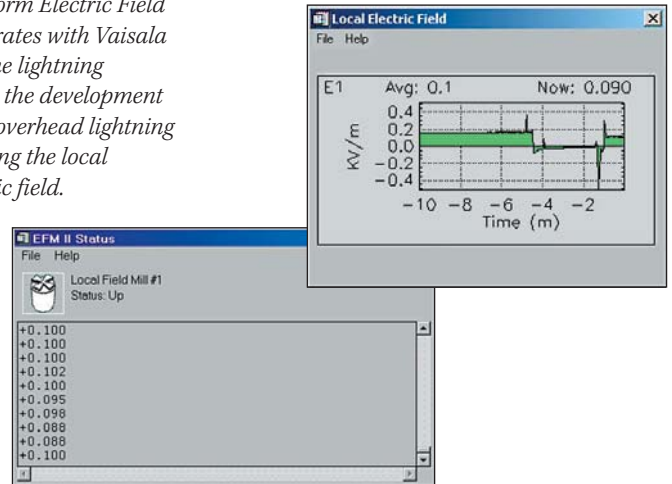 orm Electric Field
rates with Vaisala
ne lightning
the development
overhead lightning
ng the local
ic field.
Local Electric Field
File Help
E1 Avg: 0.1 Now: 0.090
0.4
0.2
0.0
-0.2
-0.4
KV/m
-10 -8 -6 -4 -2
Time (m)
EFM II Status
File Help
Local Field Mill #1
Status: Up
+0.100
+0.100
+0.100
+0.102
+0.100
+0.095
+0.098
+0.088
+0.088
+0.100